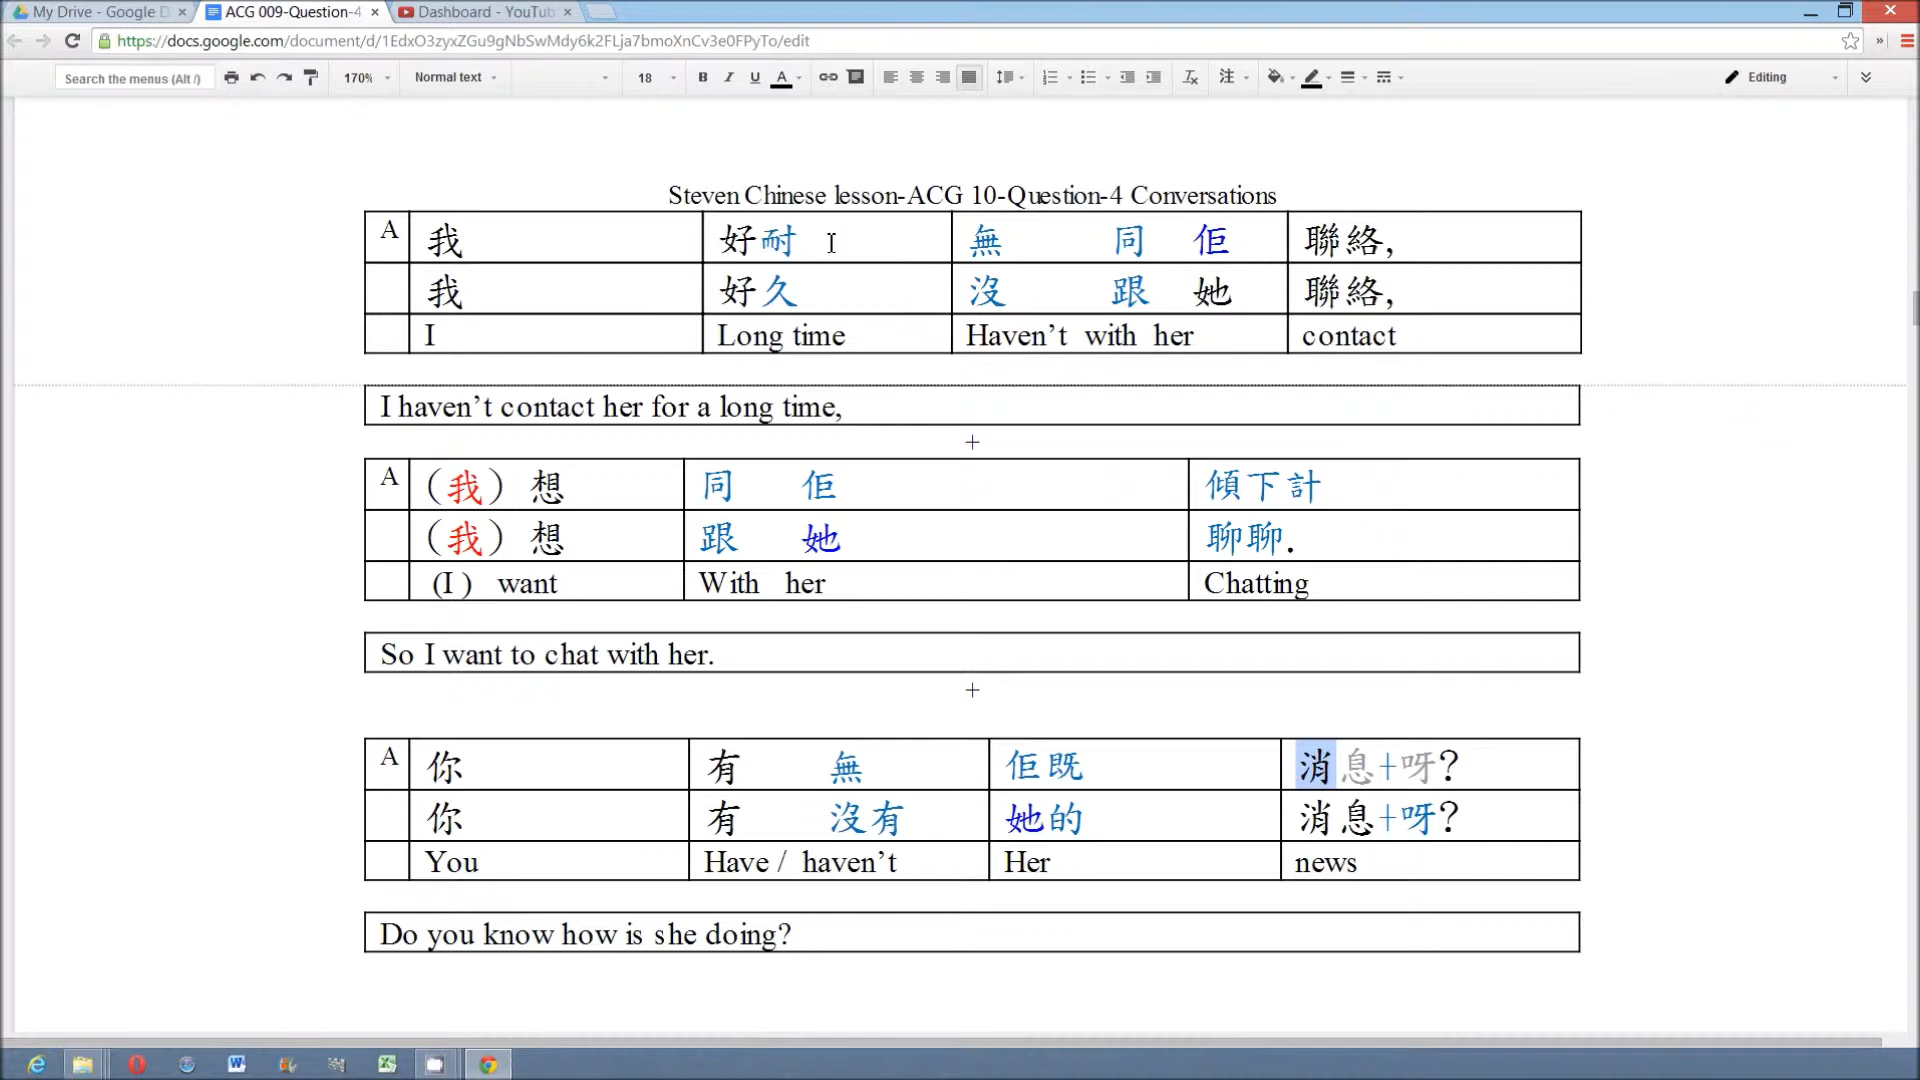 My Drive - Google D
ACG 009-Question-4
Dashboard - YouTub
https://docs.google.com/document/d/1EdxO3zyxZGu9gNbSwMdy6k2FLja7bmoXnCv3e0FPyTo/edit
Search the menus (Alt /)
170%
Normal text
18
B I U A
注
Editing
Steven Chinese lesson-ACG 10-Question-4 Conversations
A 我 好耐 無 同 佢 聯絡,
我 好久 沒 跟 她 聯絡,
I Long time Haven't with her contact
I haven't contact her for a long time,
+
A (我) 想 同 佢 傾下計
(我) 想 跟 她 聊聊.
(I ) want With her Chatting
So I want to chat with her.
+
A 你 有 無 佢既 消息+呀?
你 有 沒有 她的 消息+呀?
You Have / haven't Her news
Do you know how is she doing?